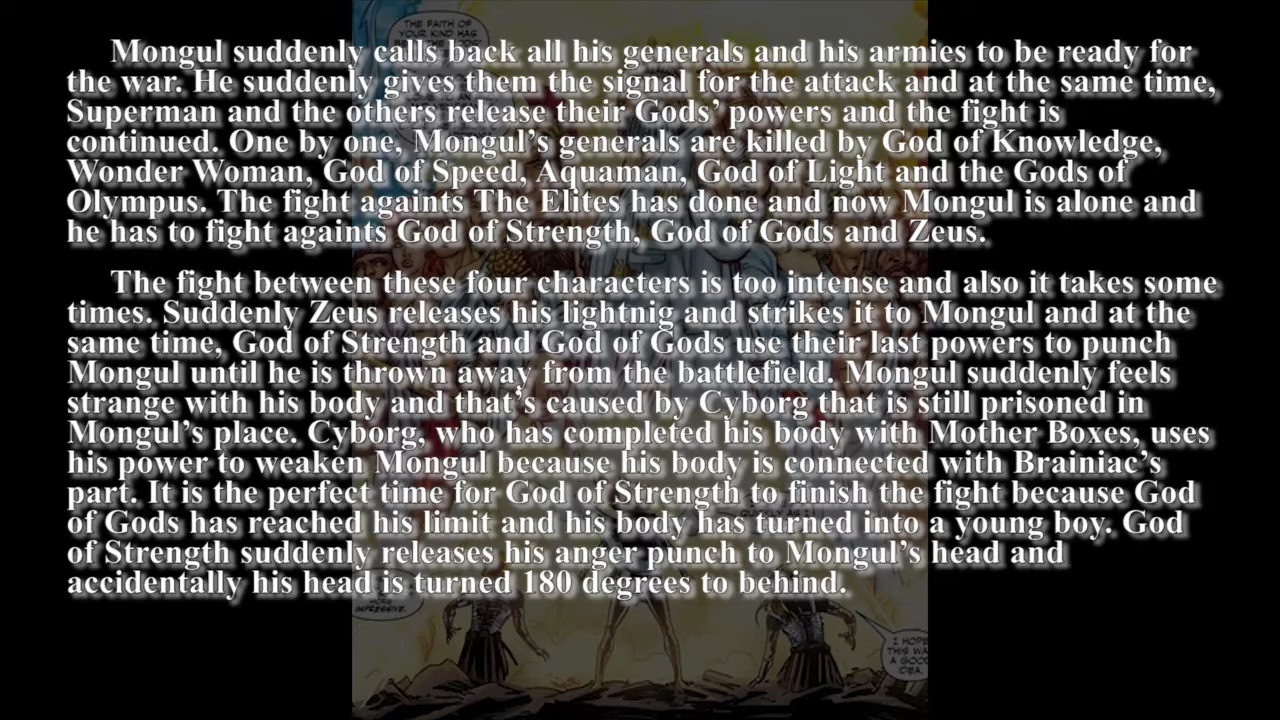 THE FAITH OF
YOUR KIND HAS
Mongul suddenly calls back all his generals and his armies to be ready for
the war. He suddenly gives them the signal for the attack and at the same time,
Superman and the others release their Gods’ powers and the fight is
continued. One by one, Mongul’s generals are killed by God of Knowledge,
Wonder Woman, God of Speed, Aquaman, God of Light and the Gods of
Olympus. The fight againts The Elites has done and now Mongul is alone and
he has to fight againts God of Strength, God of Gods and Zeus.
The fight between these four characters is too intense and also it takes some
times. Suddenly Zeus releases his lightnig and strikes it to Mongul and at the
same time, God of Strength and God of Gods use their last powers to punch
Mongul until he is thrown away from the battlefield. Mongul suddenly feels
strange with his body and that’s caused by Cyborg that is still prisoned in
Mongul’s place. Cyborg, who has completed his body with Mother Boxes, uses
his power to weaken Mongul because his body is connected with Brainiac’s
part. It is the perfect time for God of Strength to finish the fight because God
of Gods has reached his limit and his body has turned into a young boy. God
of Strength suddenly releases his anger punch to Mongul’s head and
accidentally his head is turned 180 degrees to behind.
IMPRESSIVE.
I HOPE
THIS WA
A GOOD
IDEA.